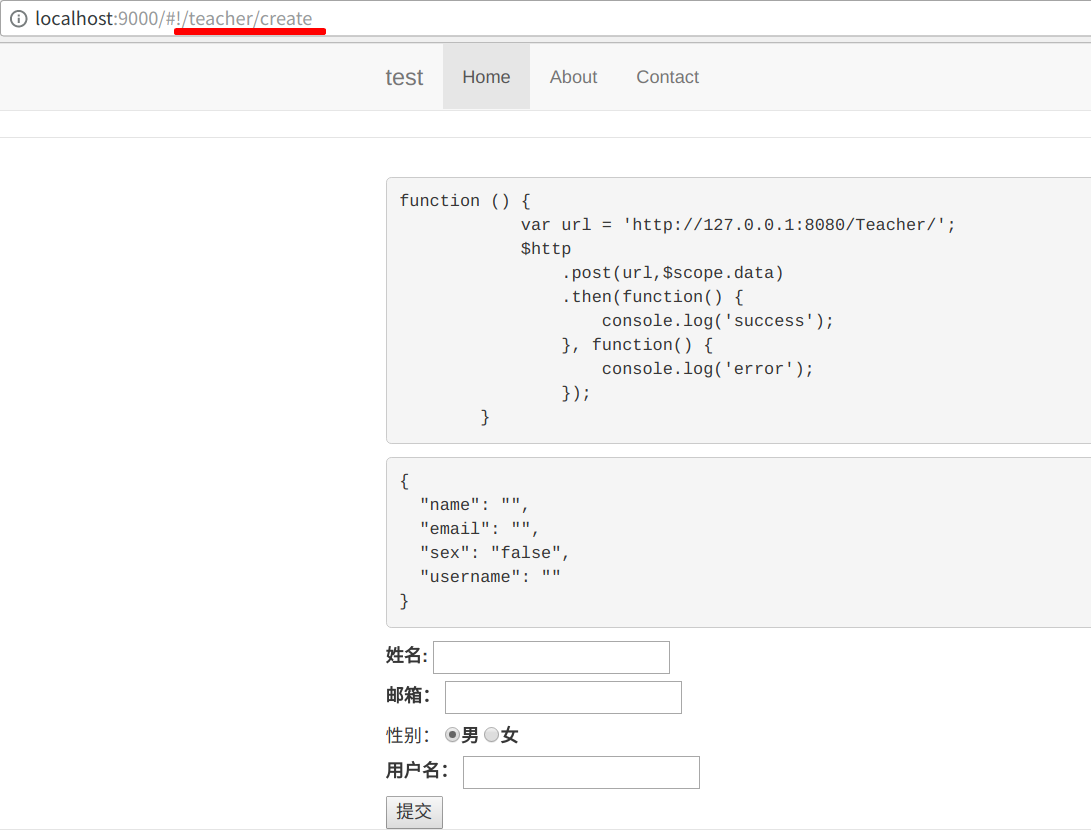 localhost:9000/#!/teacher/create
test Home About Contact
function () {
            var url = 'http://127.0.0.1:8080/Teacher/';
            $http
                .post(url,$scope.data)
                .then(function() {
                    console.log('success');
                }, function() {
                    console.log('error');
                });
        }
{
  "name": "",
  "email": "",
  "sex": "false",
  "username": ""
}
姓名:
邮箱：
性别： 男 女
用户名：
提交